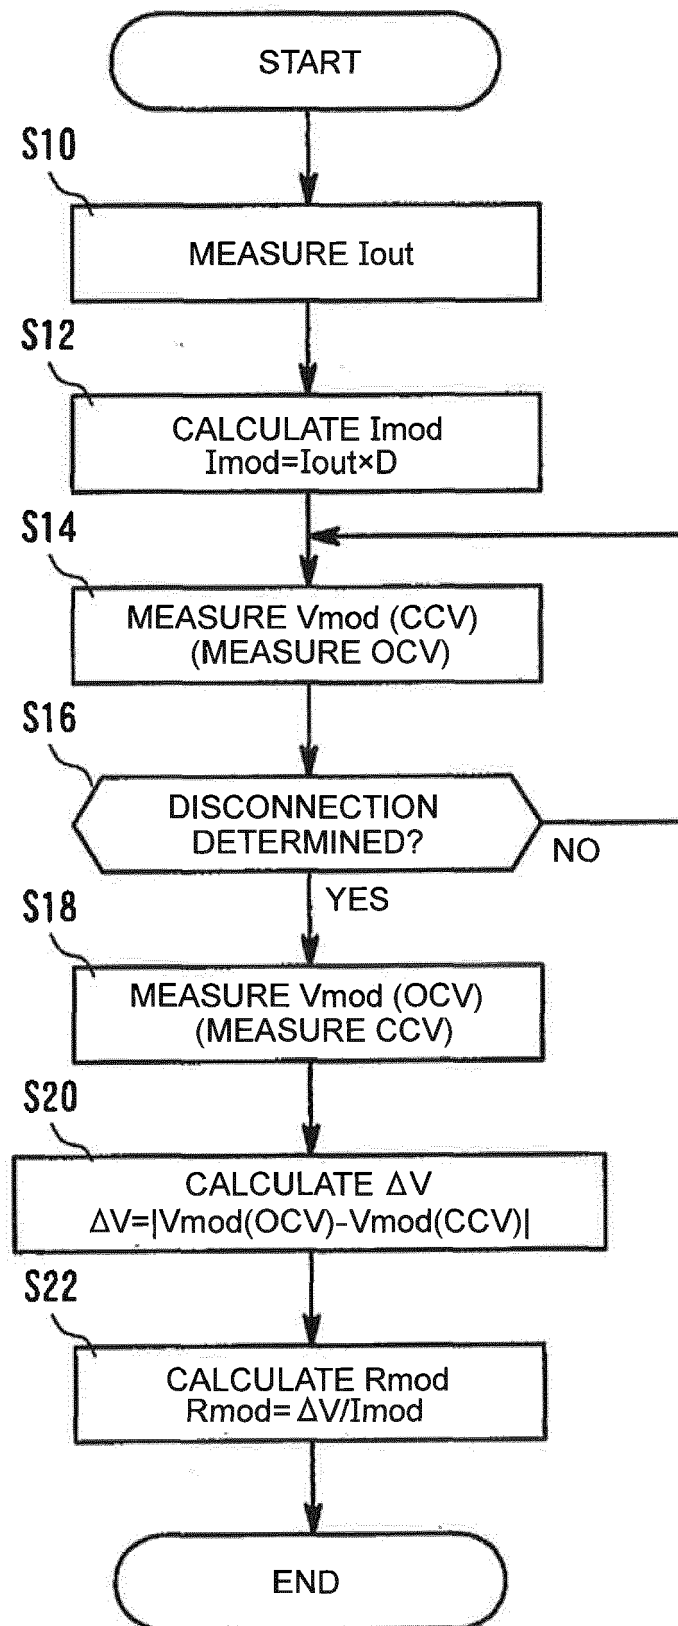 START
S10
MEASURE Iout
S12
CALCULATE Imod
Imod=Iout×D
S14
MEASURE Vmod (CCV)
(MEASURE OCV)
S16
DISCONNECTION
DETERMINED?
NO
YES
S18
MEASURE Vmod (OCV)
(MEASURE CCV)
S20
CALCULATE ΔV
ΔV=|Vmod(OCV)-Vmod(CCV)|
S22
CALCULATE Rmod
Rmod=ΔV/Imod
END